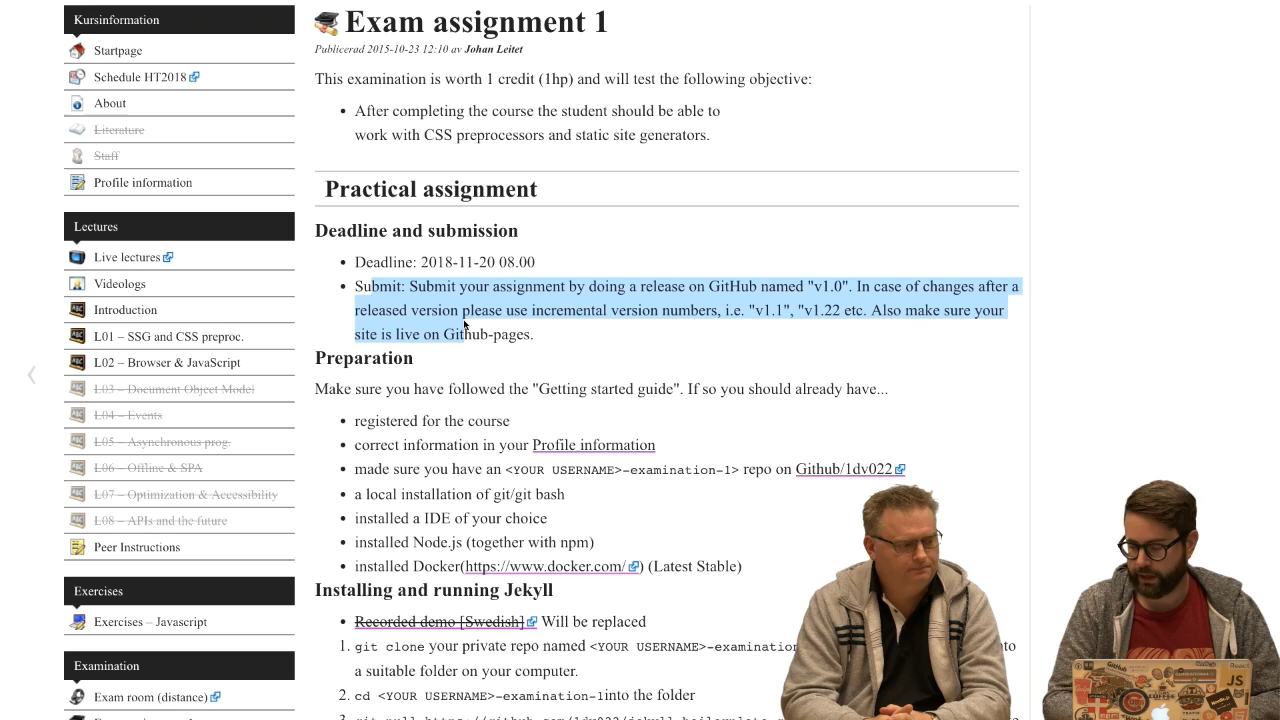 Kursinformation
Startpage
Schedule HT2018
About
Literature
Staff
Profile information
Lectures
Live lectures
Videologs
Introduction
L01 – SSG and CSS preproc.
L02 – Browser & JavaScript
L03 – Document Object Model
L04 – Events
L05 – Asynchronous prog.
L06 – Offline & SPA
L07 – Optimization & Accessibility
L08 – APIs and the future
Peer Instructions
Exercises
Exercises – Javascript
Examination
Exam room (distance)
Exam assignment 1
Publicerad 2015-10-23 12:10 av Johan Leitet
This examination is worth 1 credit (1hp) and will test the following objective:
• After completing the course the student should be able to
work with CSS preprocessors and static site generators.
Practical assignment
Deadline and submission
• Deadline: 2018-11-20 08.00
• Submit: Submit your assignment by doing a release on GitHub named "v1.0". In case of changes after a
released version please use incremental version numbers, i.e. "v1.1", "v1.22 etc. Also make sure your
site is live on Github-pages.
Preparation
Make sure you have followed the "Getting started guide". If so you should already have...
• registered for the course
• correct information in your Profile information
• made sure you have an <YOUR USERNAME>-examination-1> repo on Github/1dv022
• a local installation of git/git bash
• installed a IDE of your choice
• installed Node.js (together with npm)
• installed Docker(https://www.docker.com/) (Latest Stable)
Installing and running Jekyll
• Recorded demo [Swedish] Will be replaced
1. git clone your private repo named <YOUR USERNAME>-examination to
a suitable folder on your computer.
2. cd <YOUR USERNAME>-examination-1into the folder
JS